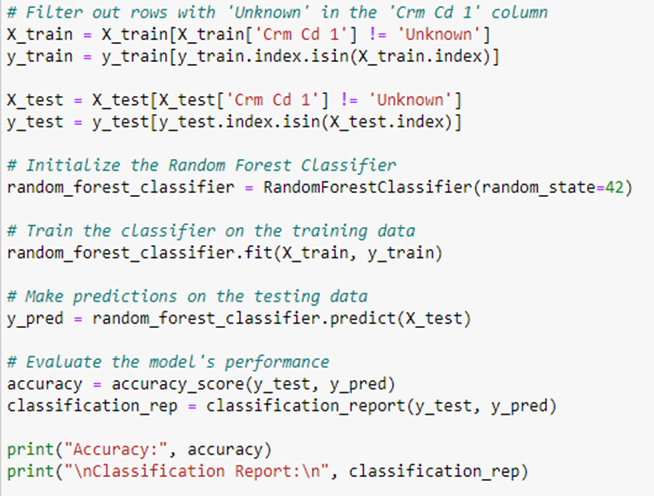 # Filter out rows with 'Unknown' in the 'Crm Cd 1' column
X_train = X_train[X_train['Crm Cd 1'] != 'Unknown']
y_train = y_train[y_train.index.isin(X_train.index)]
X_test = X_test[X_test['Crm Cd 1'] != 'Unknown']
y_test = y_test[y_test.index.isin(X_test.index)]
# Initialize the Random Forest Classifier
random_forest_classifier = RandomForestClassifier(random_state=42)
# Train the classifier on the training data
random_forest_classifier.fit(X_train, y_train)
# Make predictions on the testing data
y_pred = random_forest_classifier.predict(X_test)
# Evaluate the model's performance
accuracy = accuracy_score(y_test, y_pred)
classification_rep = classification_report(y_test, y_pred)
print("Accuracy:", accuracy)
print("\nClassification Report:\n", classification_rep)